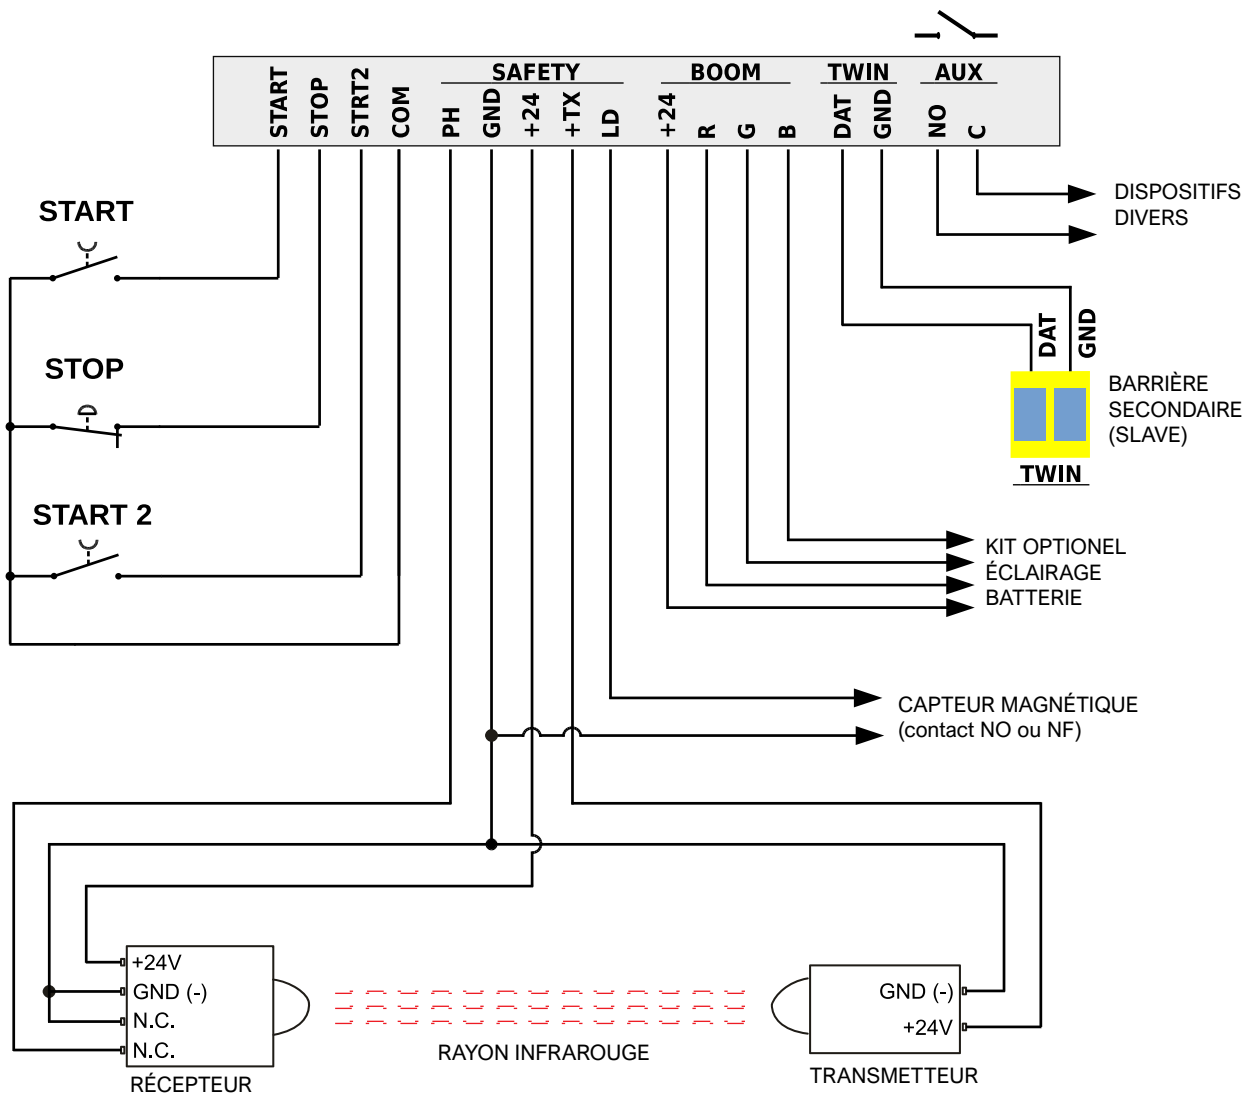 SAFETY
BOOM
TWIN
AUX
START
STOP
STRT2
COM
PH
GND
+24
+TX
LD
+24
R
G
B
DAT
GND
NO
C
DISPOSITIFS
DIVERS
START
STOP
START 2
DAT
GND
BARRIÈRE
SECONDAIRE
(SLAVE)
TWIN
KIT OPTIONEL
ÉCLAIRAGE
BATTERIE
CAPTEUR MAGNÉTIQUE
(contact NO ou NF)
+24V
GND (-)
N.C.
N.C.
RÉCEPTEUR
RAYON INFRAROUGE
GND (-)
+24V
TRANSMETTEUR